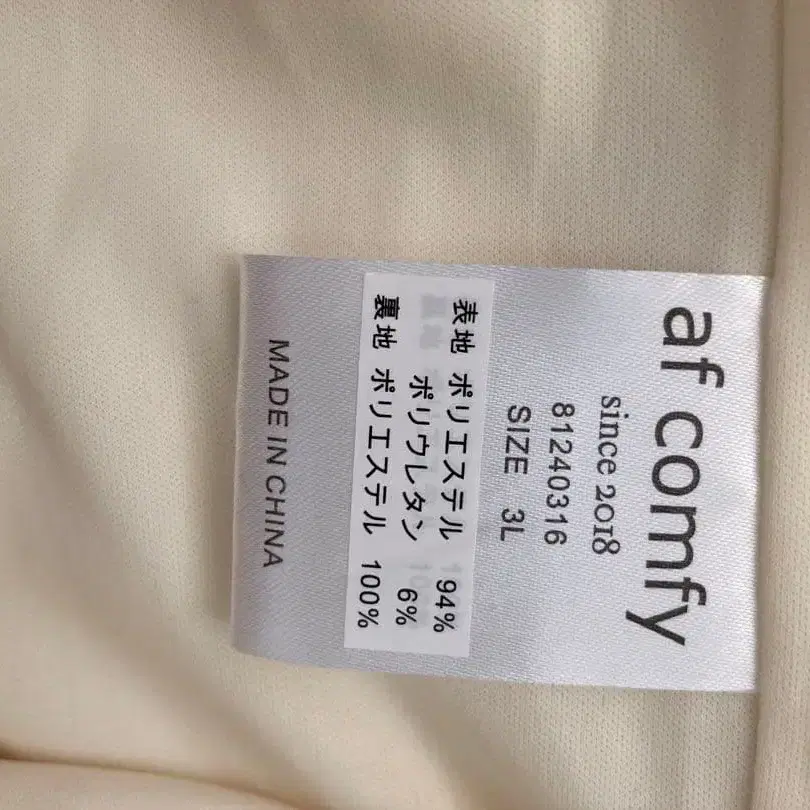 af comfy
since 2018
81240316
SIZE 3L
表地 ポリエステル 94%
ポリウレタン 6%
裏地 ポリエステル 100%
MADE IN CHINA